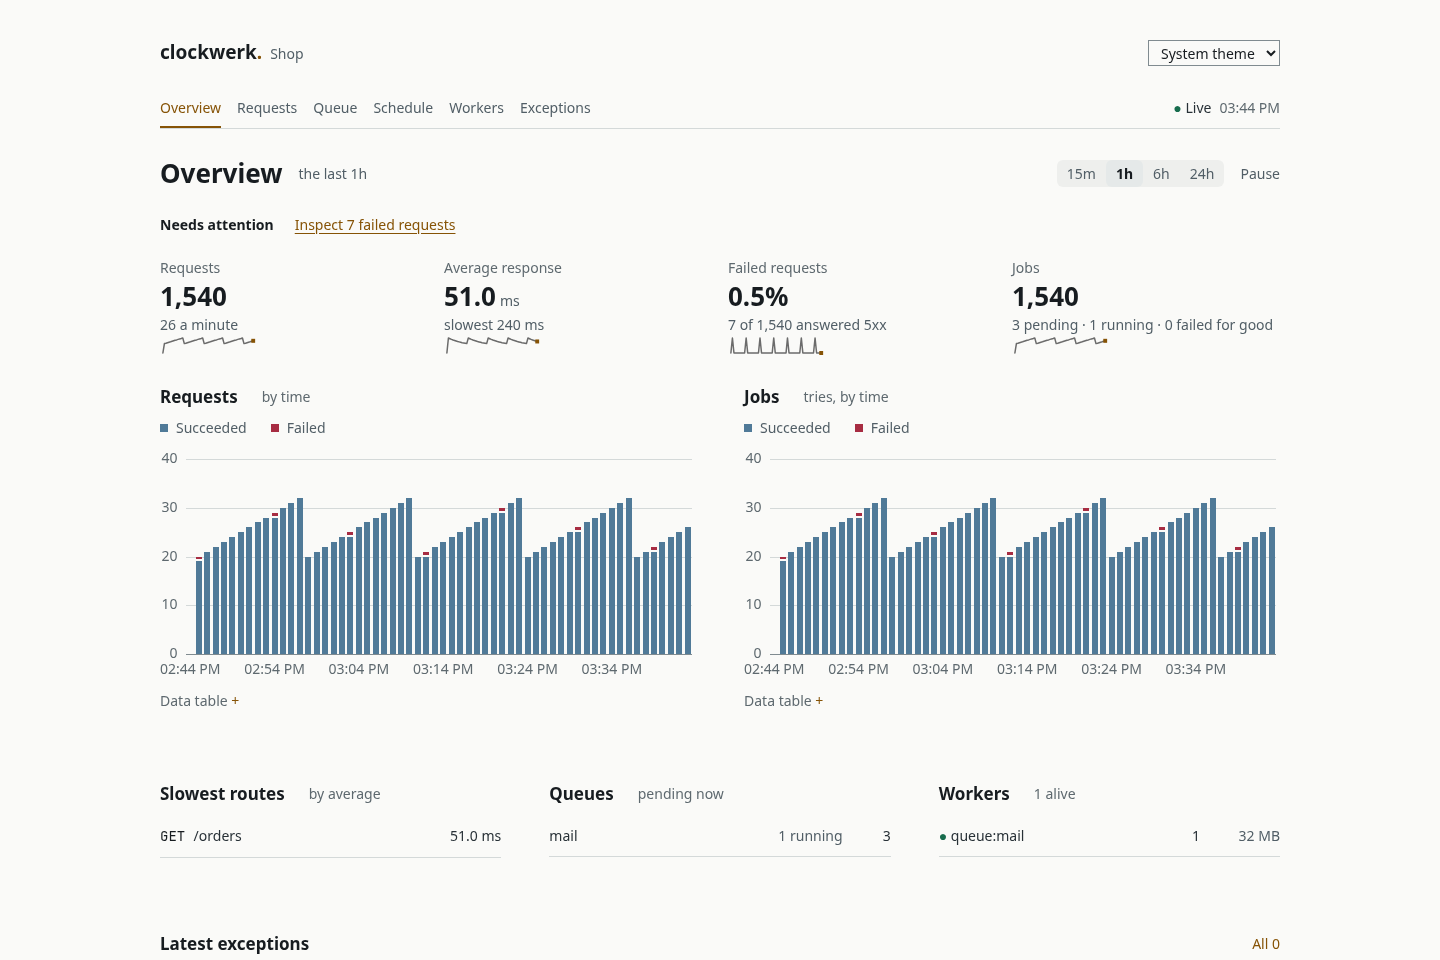 clockwerk. Shop
System theme
Overview Requests Queue Schedule Workers Exceptions
Live 03:44 PM
Overview the last 1h
15m 1h 6h 24h Pause
Needs attention Inspect 7 failed requests
Requests
1,540
26 a minute
Average response
51.0 ms
slowest 240 ms
Failed requests
0.5%
7 of 1,540 answered 5xx
Jobs
1,540
3 pending · 1 running · 0 failed for good
Requests by time
Succeeded Failed
40
30
20
10
0
02:44 PM 02:54 PM 03:04 PM 03:14 PM 03:24 PM 03:34 PM
Data table +
Jobs tries, by time
Succeeded Failed
40
30
20
10
0
02:44 PM 02:54 PM 03:04 PM 03:14 PM 03:24 PM 03:34 PM
Data table +
Slowest routes by average
GET /orders 51.0 ms
Queues pending now
mail 1 running 3
Workers 1 alive
queue:mail 1 32 MB
Latest exceptions
All 0